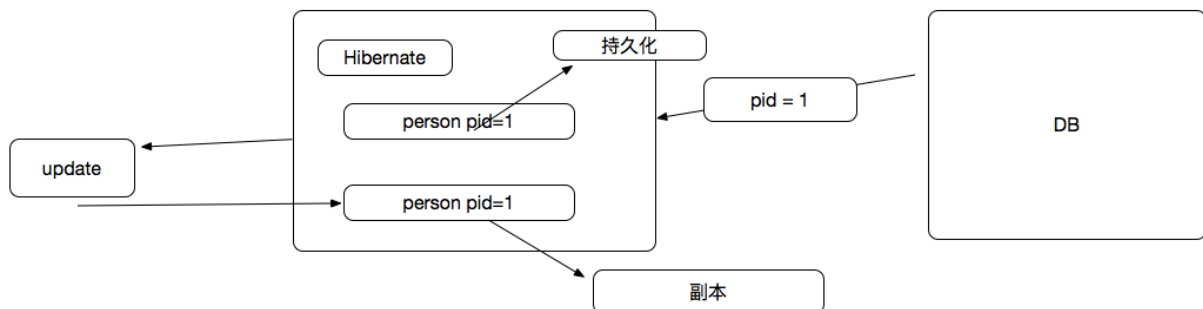 持久化
Hibernate
pid = 1
person pid=1
DB
update
person pid=1
副本